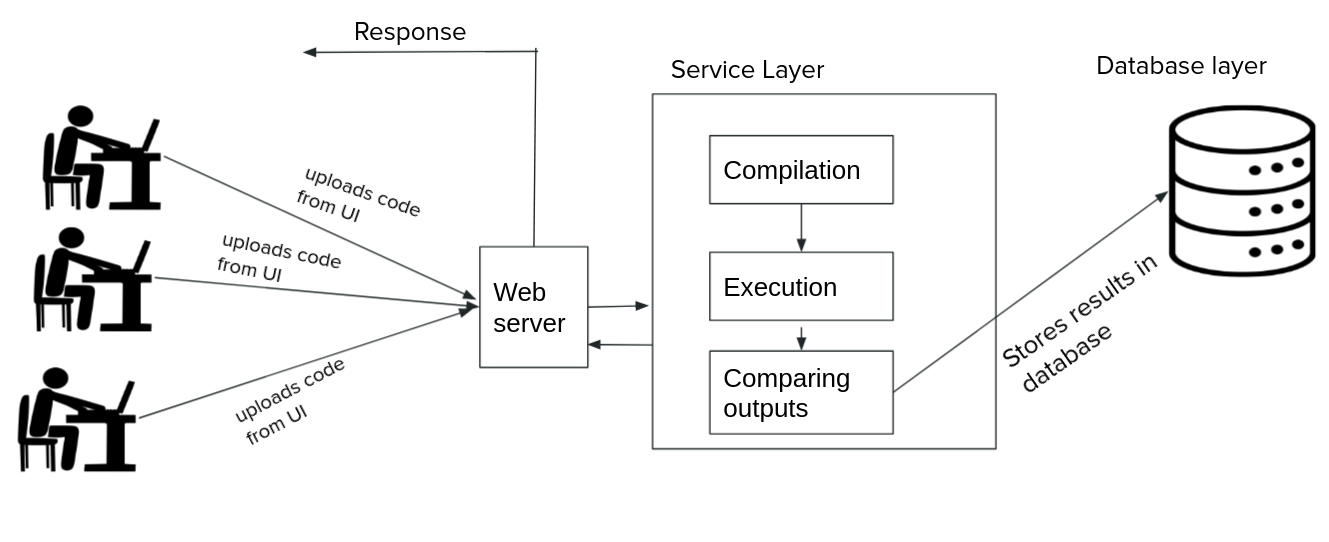 Response
Service Layer
Database layer
uploads code
from UI
uploads code
from UI
uploads code
from UI
Web
server
Compilation
Execution
Comparing
outputs
Stores results in
database